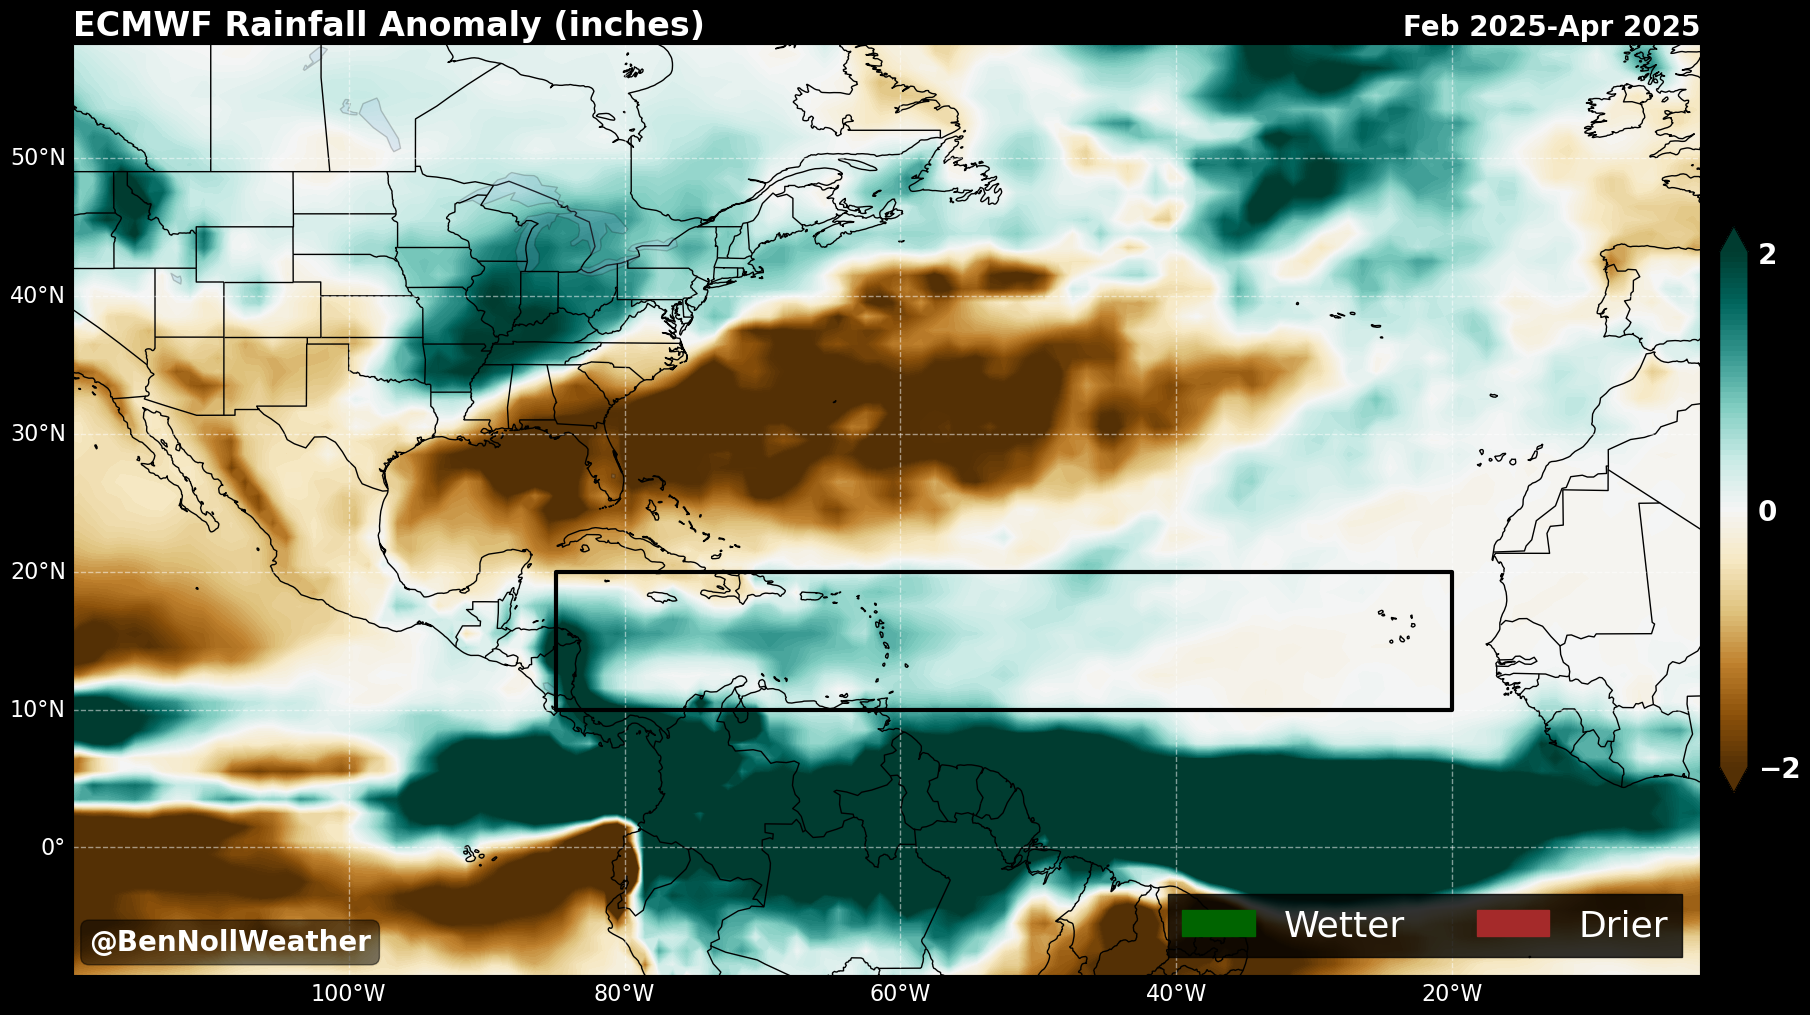 ECMWF Rainfall Anomaly (inches)
Feb 2025-Apr 2025
50°N
40°N
30°N
20°N
10°N
0°
2
0
−2
@BenNollWeather
Wetter
Drier
100°W
80°W
60°W
40°W
20°W